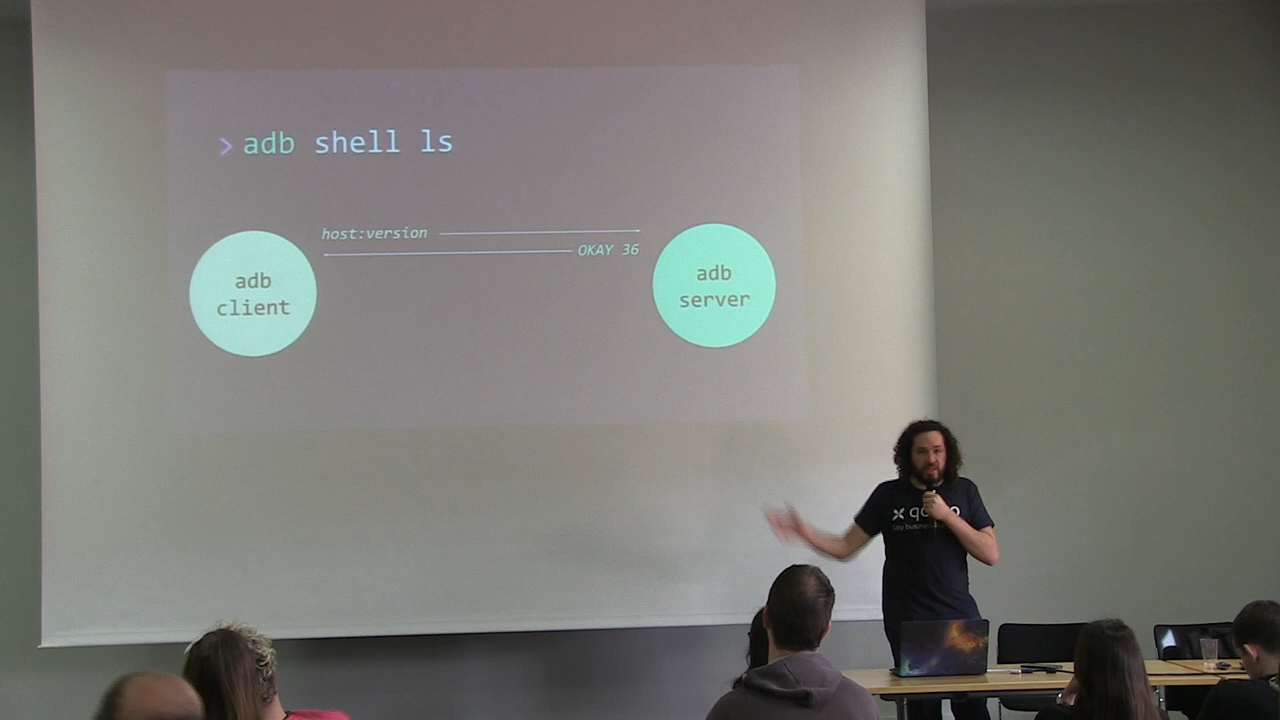 > adb shell ls
host:version
OKAY 36
adb
client
adb
server